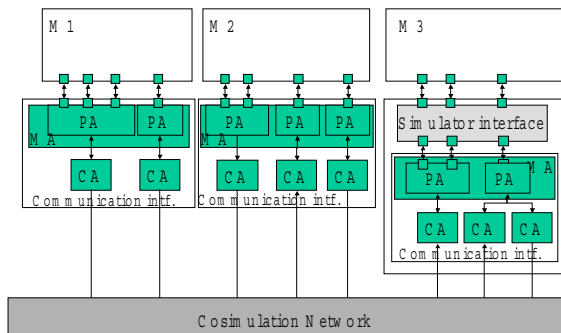 M 1
M 2
M 3
PA
PA
M A
PA
PA
PA
M A
Simulator interface
CA
CA
Communication intf.
CA
CA
CA
Communication intf.
PA
PA
M A
CA
CA
CA
Communication intf.
Cosimulation Network